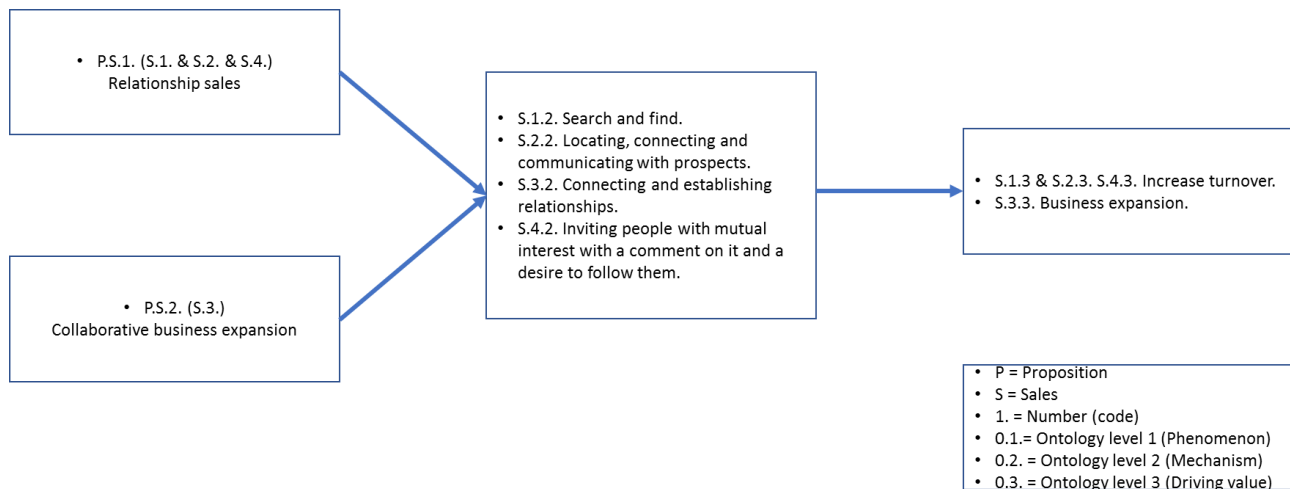 • P.S.1. (S.1. & S.2. & S.4.)
Relationship sales
• S.1.2. Search and find.
• S.2.2. Locating, connecting and
communicating with prospects.
• S.3.2. Connecting and establishing
relationships.
• S.4.2. Inviting people with mutual
interest with a comment on it and a
desire to follow them.
• S.1.3 & S.2.3. S.4.3. Increase turnover.
• S.3.3. Business expansion.
• P.S.2. (S.3.)
Collaborative business expansion
• P = Proposition
• S = Sales
• 1. = Number (code)
• 0.1.= Ontology level 1 (Phenomenon)
• 0.2. = Ontology level 2 (Mechanism)
• 0.3. = Ontology level 3 (Driving value)